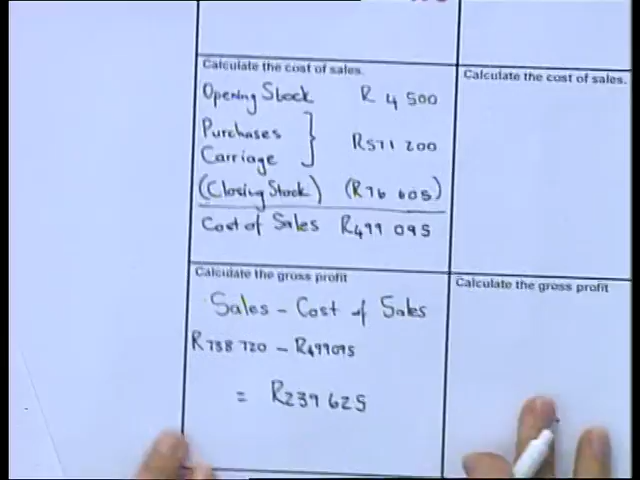 Calculate the cost of sales.
Opening Stock R 4 500
Purchases
Carriage } R571 200
(Closing Stock) (R76 605)
Cost of Sales R499 095
Calculate the gross profit
Sales - Cost of Sales
R738 720 - R499095
= R239 625
Calculate the cost of sales.
Calculate the gross profit